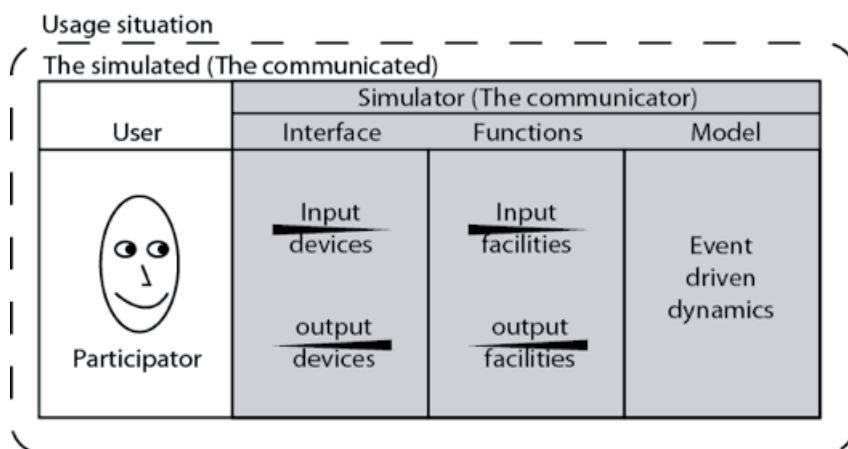 Usage situation
The simulated (The communicated)
Simulator (The communicator)
User
Interface
Functions
Model
Input
devices
Input
facilities
Event
driven
dynamics
output
devices
output
facilities
Participator